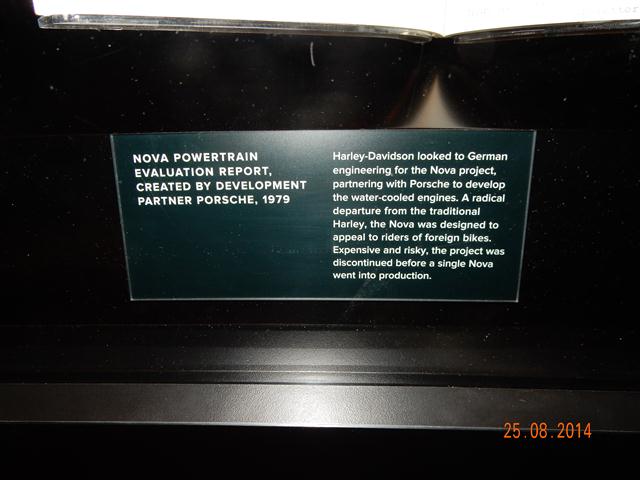 NOVA POWERTRAIN
EVALUATION REPORT,
CREATED BY DEVELOPMENT
PARTNER PORSCHE, 1979
Harley-Davidson looked to German
engineering for the Nova project,
partnering with Porsche to develop
the water-cooled engines. A radical
departure from the traditional
Harley, the Nova was designed to
appeal to riders of foreign bikes.
Expensive and risky, the project was
discontinued before a single Nova
went into production.
25.08.2014